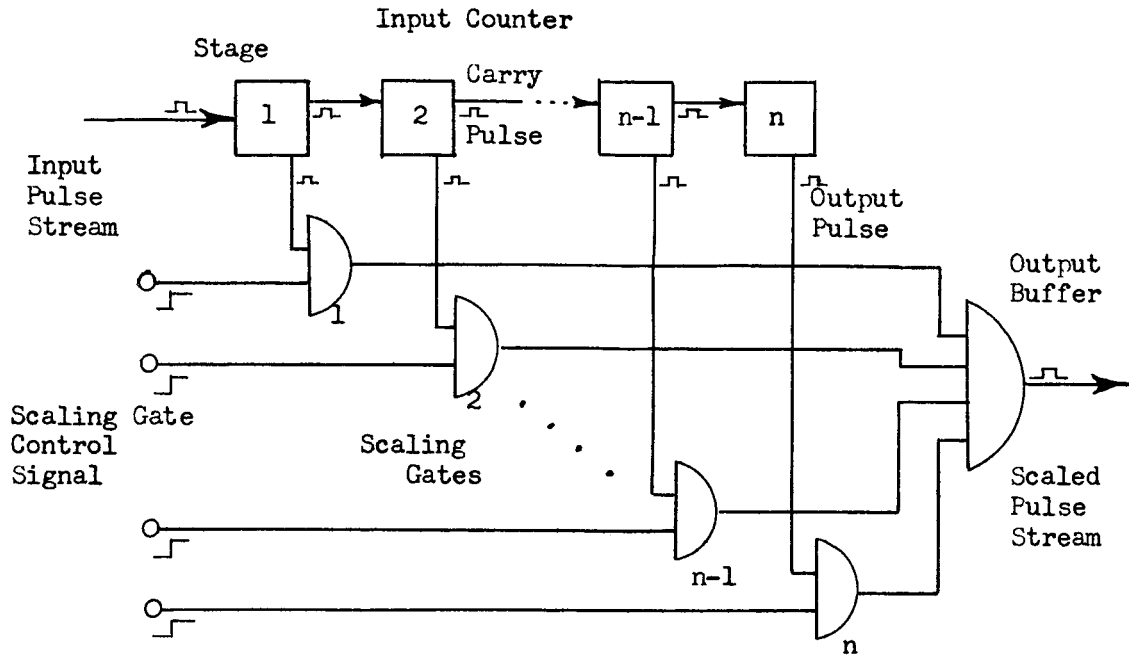 Input Counter
Stage
Carry
1
2
n-1
n
Pulse
Input
Pulse
Stream
Output
Pulse
Output
Buffer
1
2
Scaling Gate
Control
Signal
Scaling
Gates
Scaled
Pulse
Stream
n-1
n